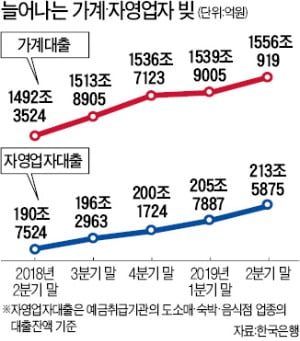 늘어나는 가계·자영업자 빚 (단위:억원)
가계대출
1492조
3524
1513조
8905
1536조
7123
1539조
9005
1556조
919
자영업자대출
190조
7524
196조
2963
200조
1724
205조
7887
213조
5875
2018년
2분기 말
3분기 말
4분기 말
2019년
1분기 말
2분기 말
※자영업자대출은 예금취급기관의 도소매·숙박·음식점 업종의
대출잔액 기준
자료:한국은행